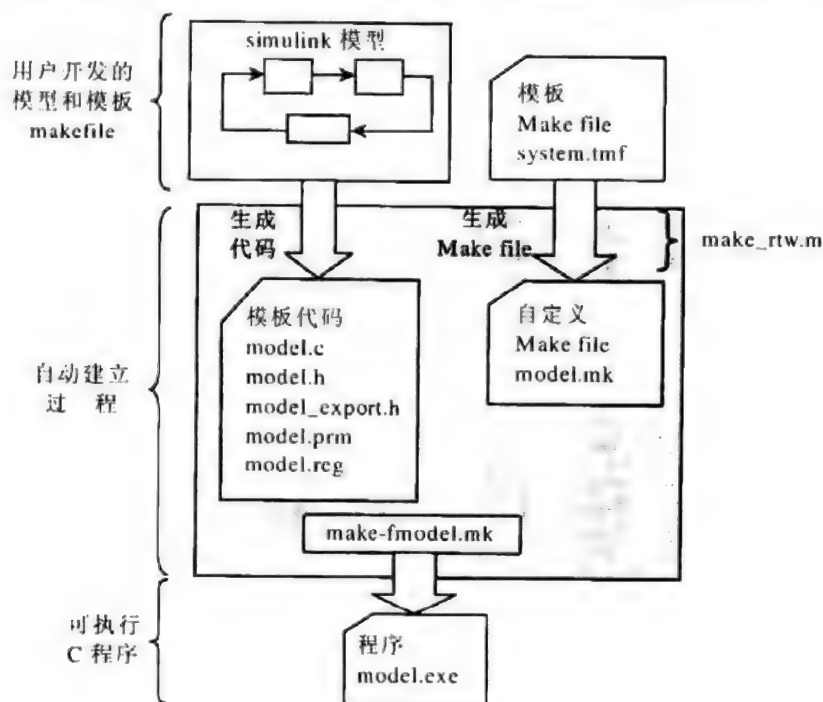 用户开发的
模型和模板
makefile
simulink 模型
模板
Make file
system.tmf
生成
代码
生成
Make file
make_rtw.m
自动建立
过 程
模板代码
model.c
model.h
model_export.h
model.prm
model.reg
自定义
Make file
model.mk
make-fmodel.mk
可执行
C 程序
程序
model.exe